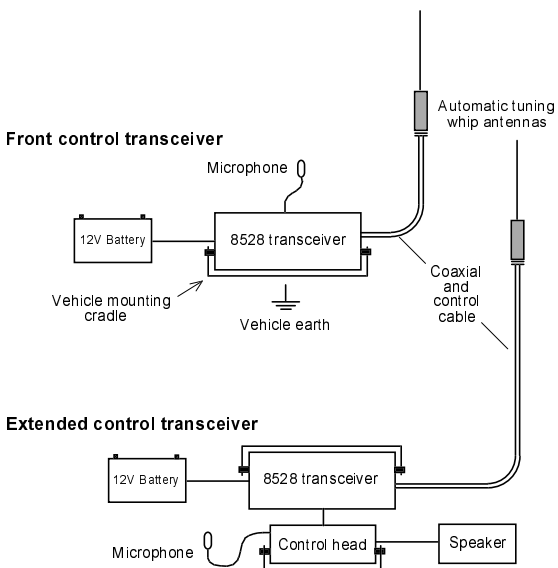 Automatic tuning
whip antennas
Front control transceiver
Microphone
12V Battery
8528 transceiver
Vehicle mounting
cradle
Vehicle earth
Coaxial
and
control
cable
Extended control transceiver
12V Battery
8528 transceiver
Microphone
Control head
Speaker